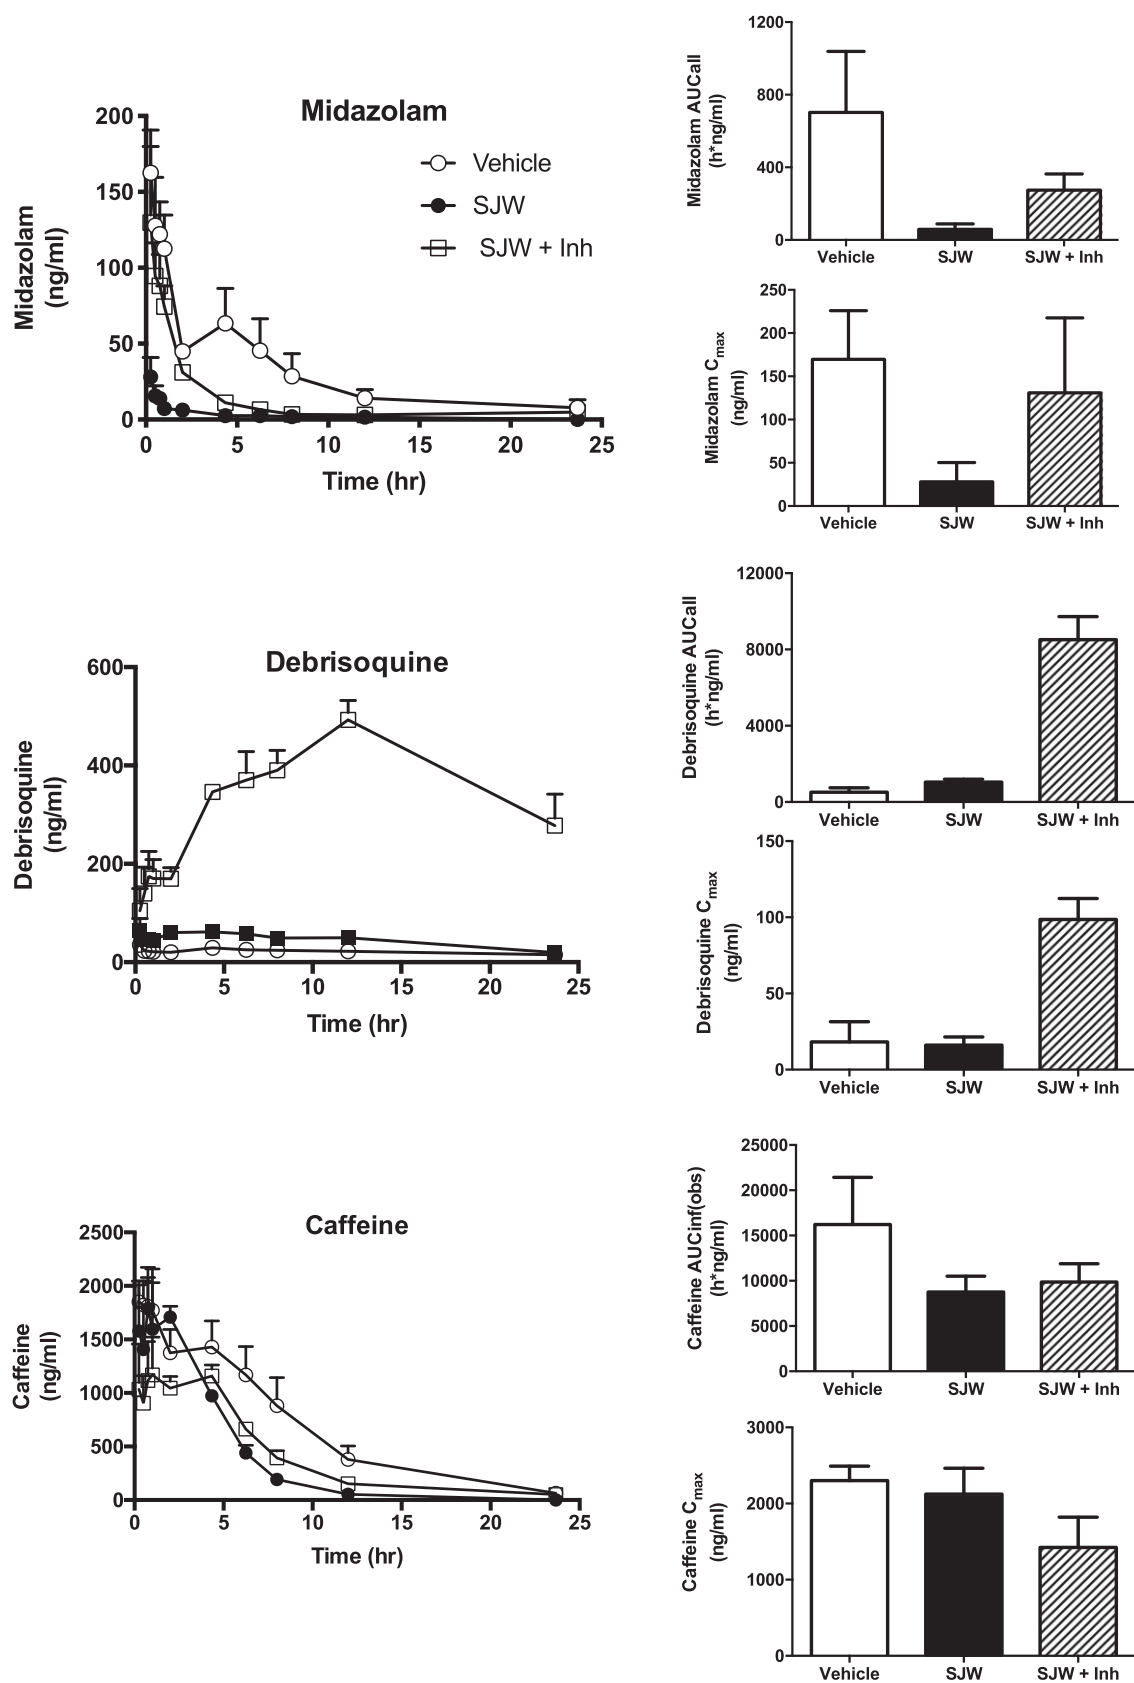 Midazolam
Vehicle
SJW
SJW + Inh
200
150
100
50
0
Midazolam
(ng/ml)
0 5 10 15 20 25
Time (hr)
1200
800
400
0
Midazolam AUCall
(h*ng/ml)
Vehicle SJW SJW + Inh
250
200
150
100
50
0
Midazolam Cmax
(ng/ml)
Vehicle SJW SJW + Inh
Debrisoquine
600
400
200
0
Debrisoquine
(ng/ml)
0 5 10 15 20 25
Time (hr)
12000
8000
4000
0
Debrisoquine AUCall
(h*ng/ml)
Vehicle SJW SJW + Inh
150
100
50
0
Debrisoquine Cmax
(ng/ml)
Vehicle SJW SJW + Inh
Caffeine
2500
2000
1500
1000
500
0
Caffeine
(ng/ml)
0 5 10 15 20 25
Time (hr)
25000
20000
15000
10000
5000
0
Caffeine AUCinf(obs)
(h*ng/ml)
Vehicle SJW SJW + Inh
3000
2000
1000
0
Caffeine Cmax
(ng/ml)
Vehicle SJW SJW + Inh